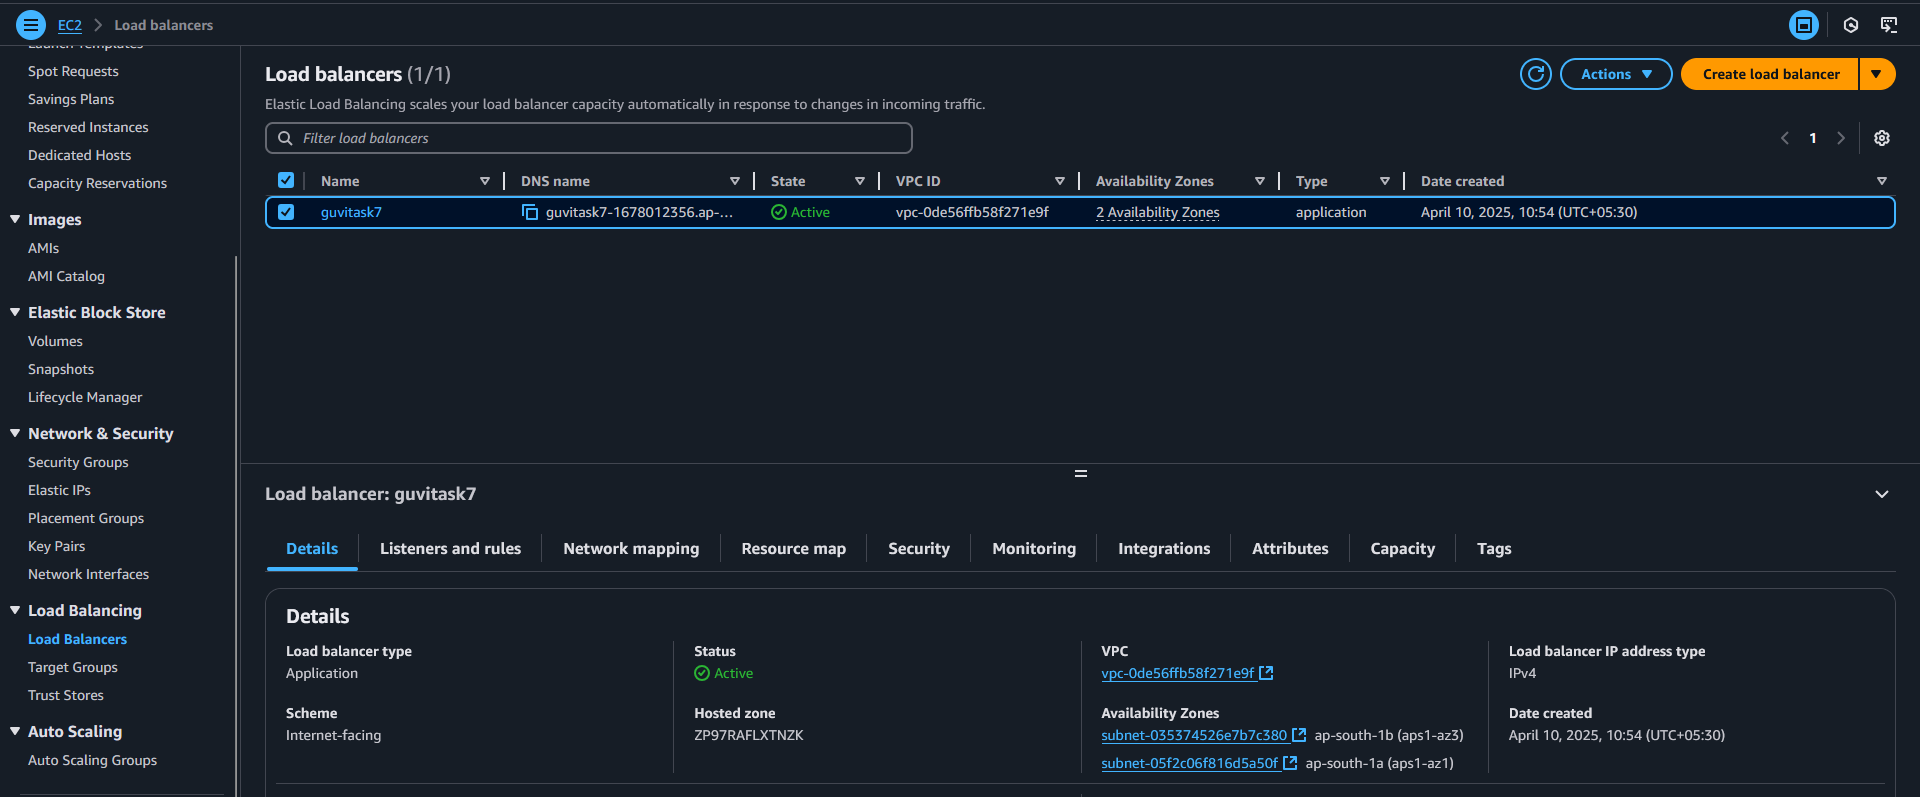 EC2
Load balancers
Launch Templates
Spot Requests
Savings Plans
Reserved Instances
Dedicated Hosts
Capacity Reservations
Images
AMIs
AMI Catalog
Elastic Block Store
Volumes
Snapshots
Lifecycle Manager
Network & Security
Security Groups
Elastic IPs
Placement Groups
Key Pairs
Network Interfaces
Load Balancing
Load Balancers
Target Groups
Trust Stores
Auto Scaling
Auto Scaling Groups
Load balancers (1/1)
Actions
Create load balancer
Elastic Load Balancing scales your load balancer capacity automatically in response to changes in incoming traffic.
Filter load balancers
1
Name DNS name State VPC ID Availability Zones Type Date created
guvitask7 guvitask7-1678012356.ap-... Active vpc-0de56ffb58f271e9f 2 Availability Zones application April 10, 2025, 10:54 (UTC+05:30)
Load balancer: guvitask7
Details Listeners and rules Network mapping Resource map Security Monitoring Integrations Attributes Capacity Tags
Details
Load balancer type
Application
Scheme
Internet-facing
Status
Active
Hosted zone
ZP97RAFLXTNZK
VPC
vpc-0de56ffb58f271e9f
Availability Zones
subnet-035374526e7b7c380 ap-south-1b (aps1-az3)
subnet-05f2c06f816d5a50f ap-south-1a (aps1-az1)
Load balancer IP address type
IPv4
Date created
April 10, 2025, 10:54 (UTC+05:30)